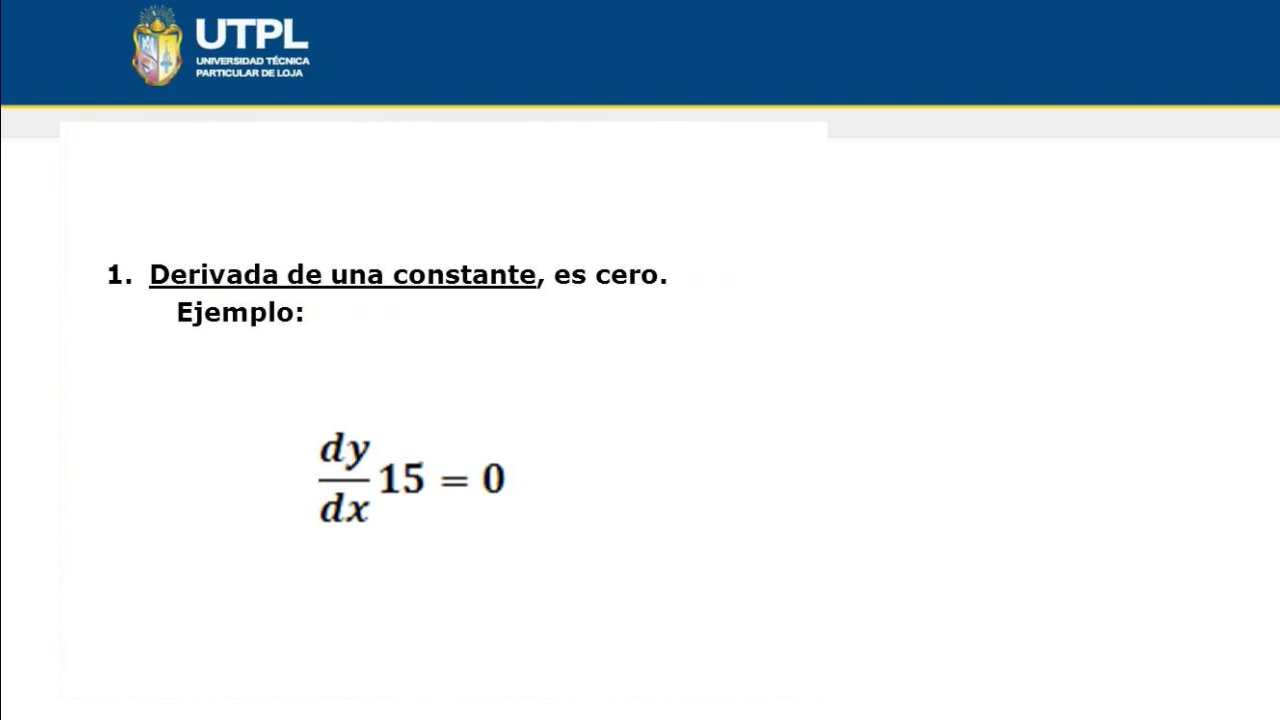 UTPL
UNIVERSIDAD TÉCNICA
PARTICULAR DE LOJA
1. Derivada de una constante, es cero.
Ejemplo:
dy/dx 15 = 0